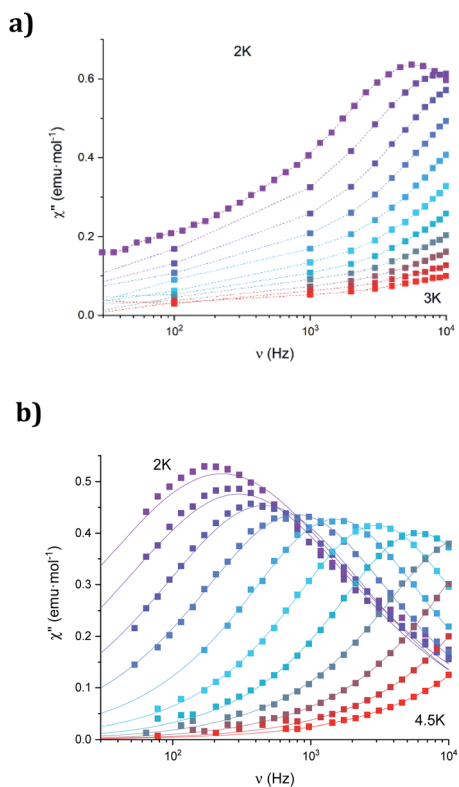 a)
2K
0.6
0.4
0.2
0.0
χ'' (emu·mol⁻¹)
3K
10² 10³ 10⁴
ν (Hz)
b)
2K
0.5
0.4
0.3
0.2
0.1
0.0
χ'' (emu·mol⁻¹)
4.5K
10² 10³ 10⁴
ν (Hz)